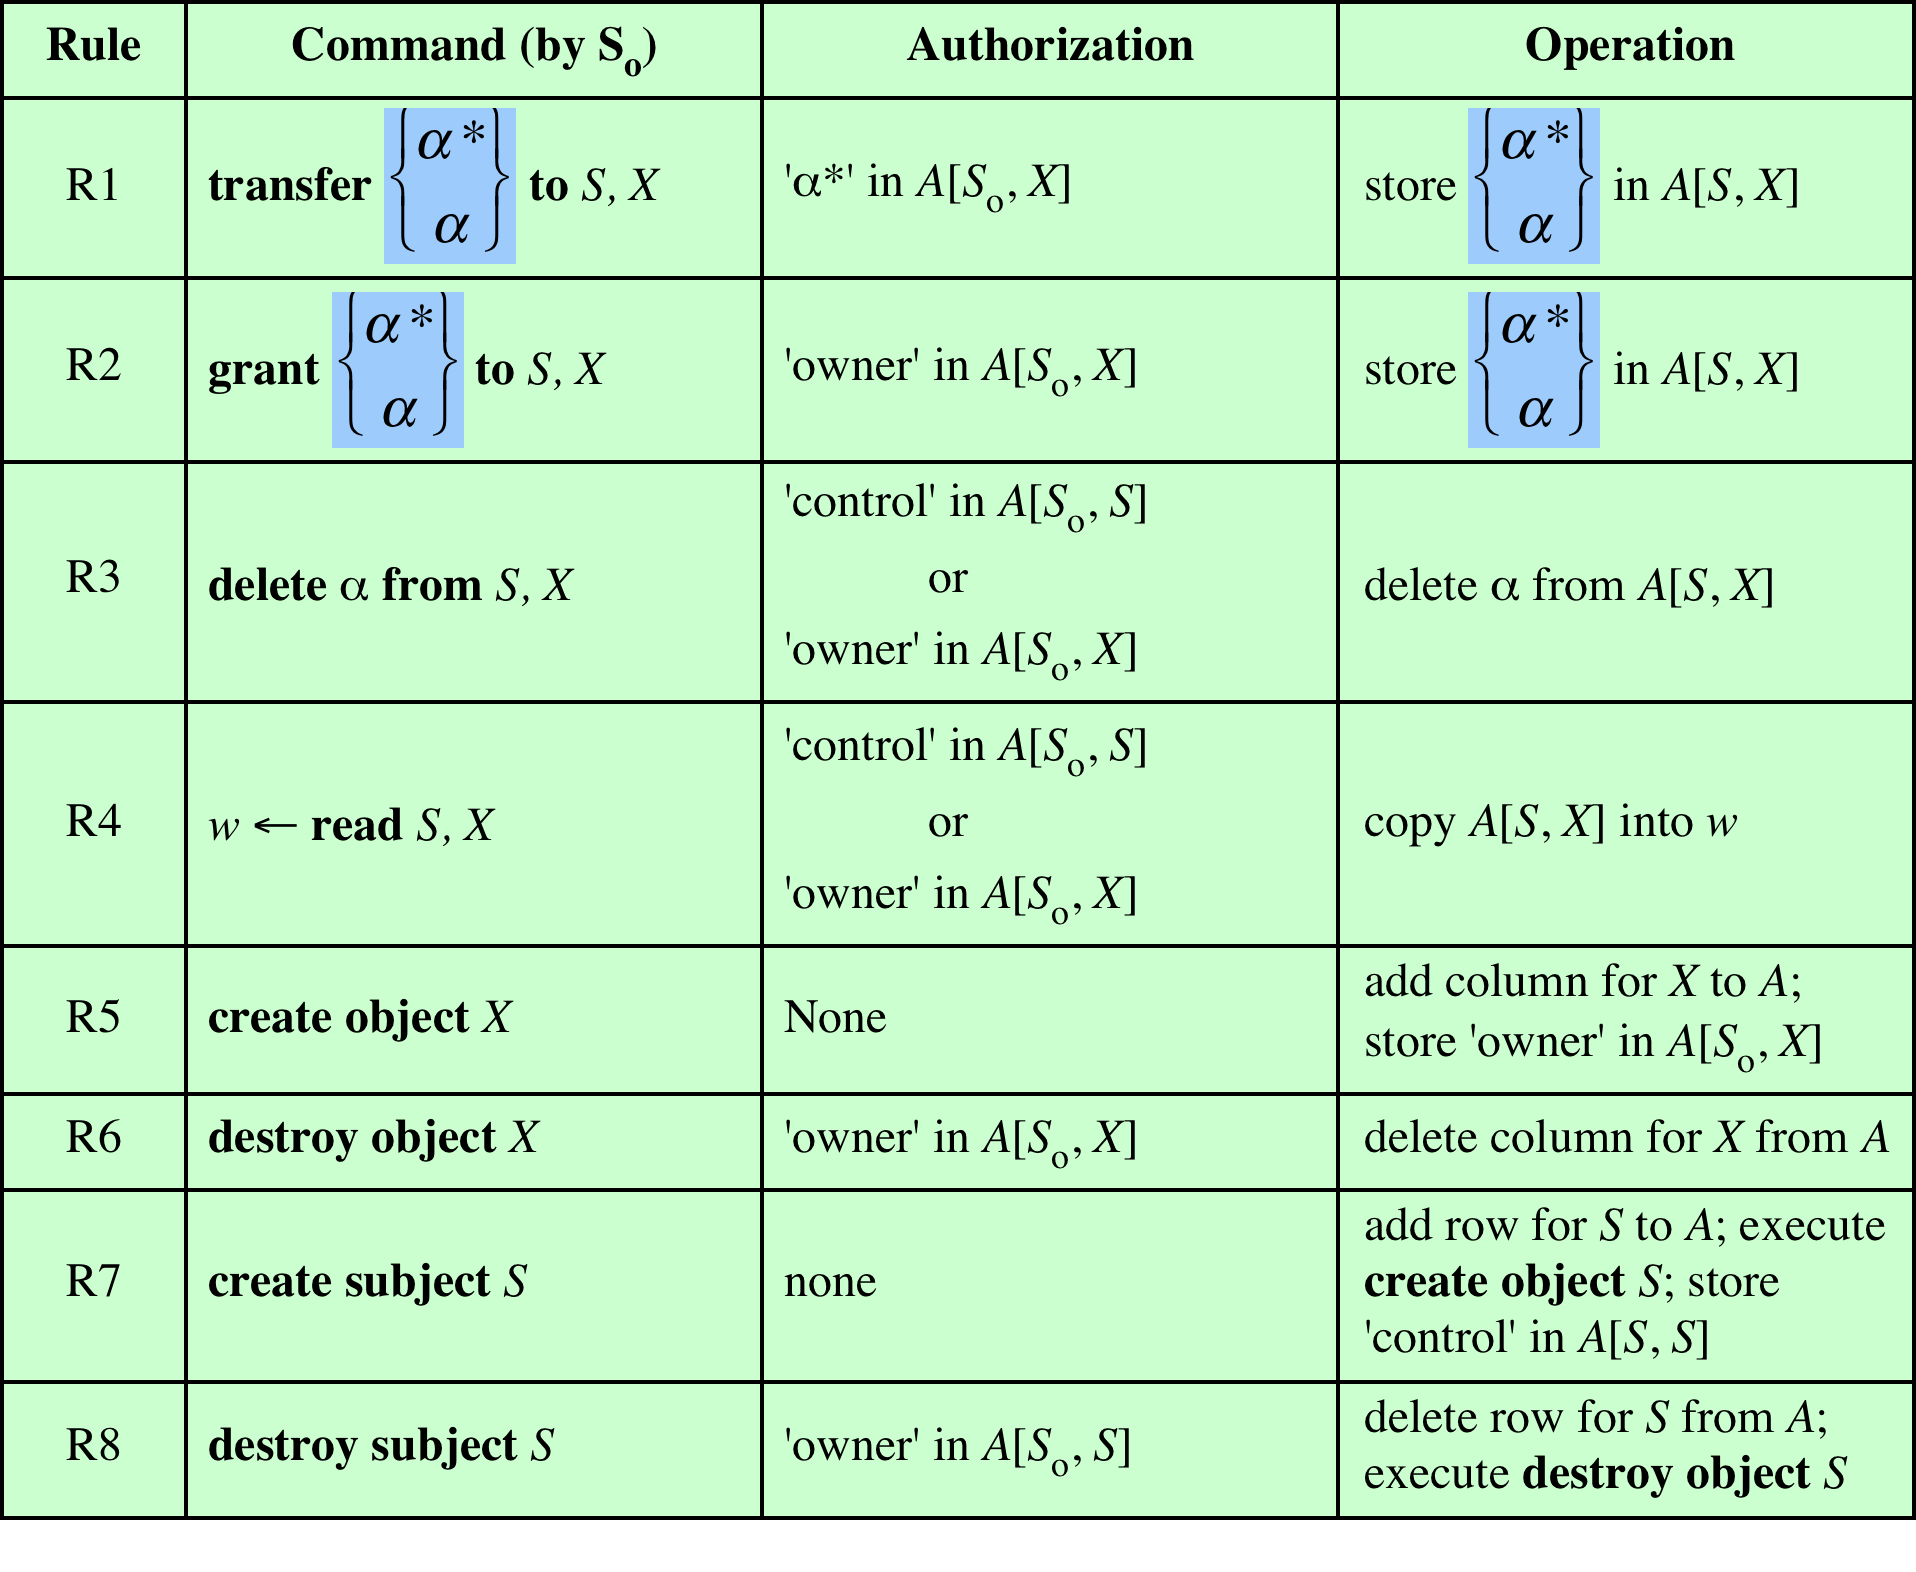 Rule Command (by Sₒ) Authorization Operation
R1 transfer {α* α} to S, X 'α*' in A[Sₒ, X] store {α* α} in A[S, X]
R2 grant {α* α} to S, X 'owner' in A[Sₒ, X] store {α* α} in A[S, X]
R3 delete α from S, X 'control' in A[Sₒ, S]
or
'owner' in A[Sₒ, X] delete α from A[S, X]
R4 w ← read S, X 'control' in A[Sₒ, S]
or
'owner' in A[Sₒ, X] copy A[S, X] into w
R5 create object X None add column for X to A;
store 'owner' in A[Sₒ, X]
R6 destroy object X 'owner' in A[Sₒ, X] delete column for X from A
R7 create subject S none add row for S to A; execute
create object S; store
'control' in A[S, S]
R8 destroy subject S 'owner' in A[Sₒ, S] delete row for S from A;
execute destroy object S